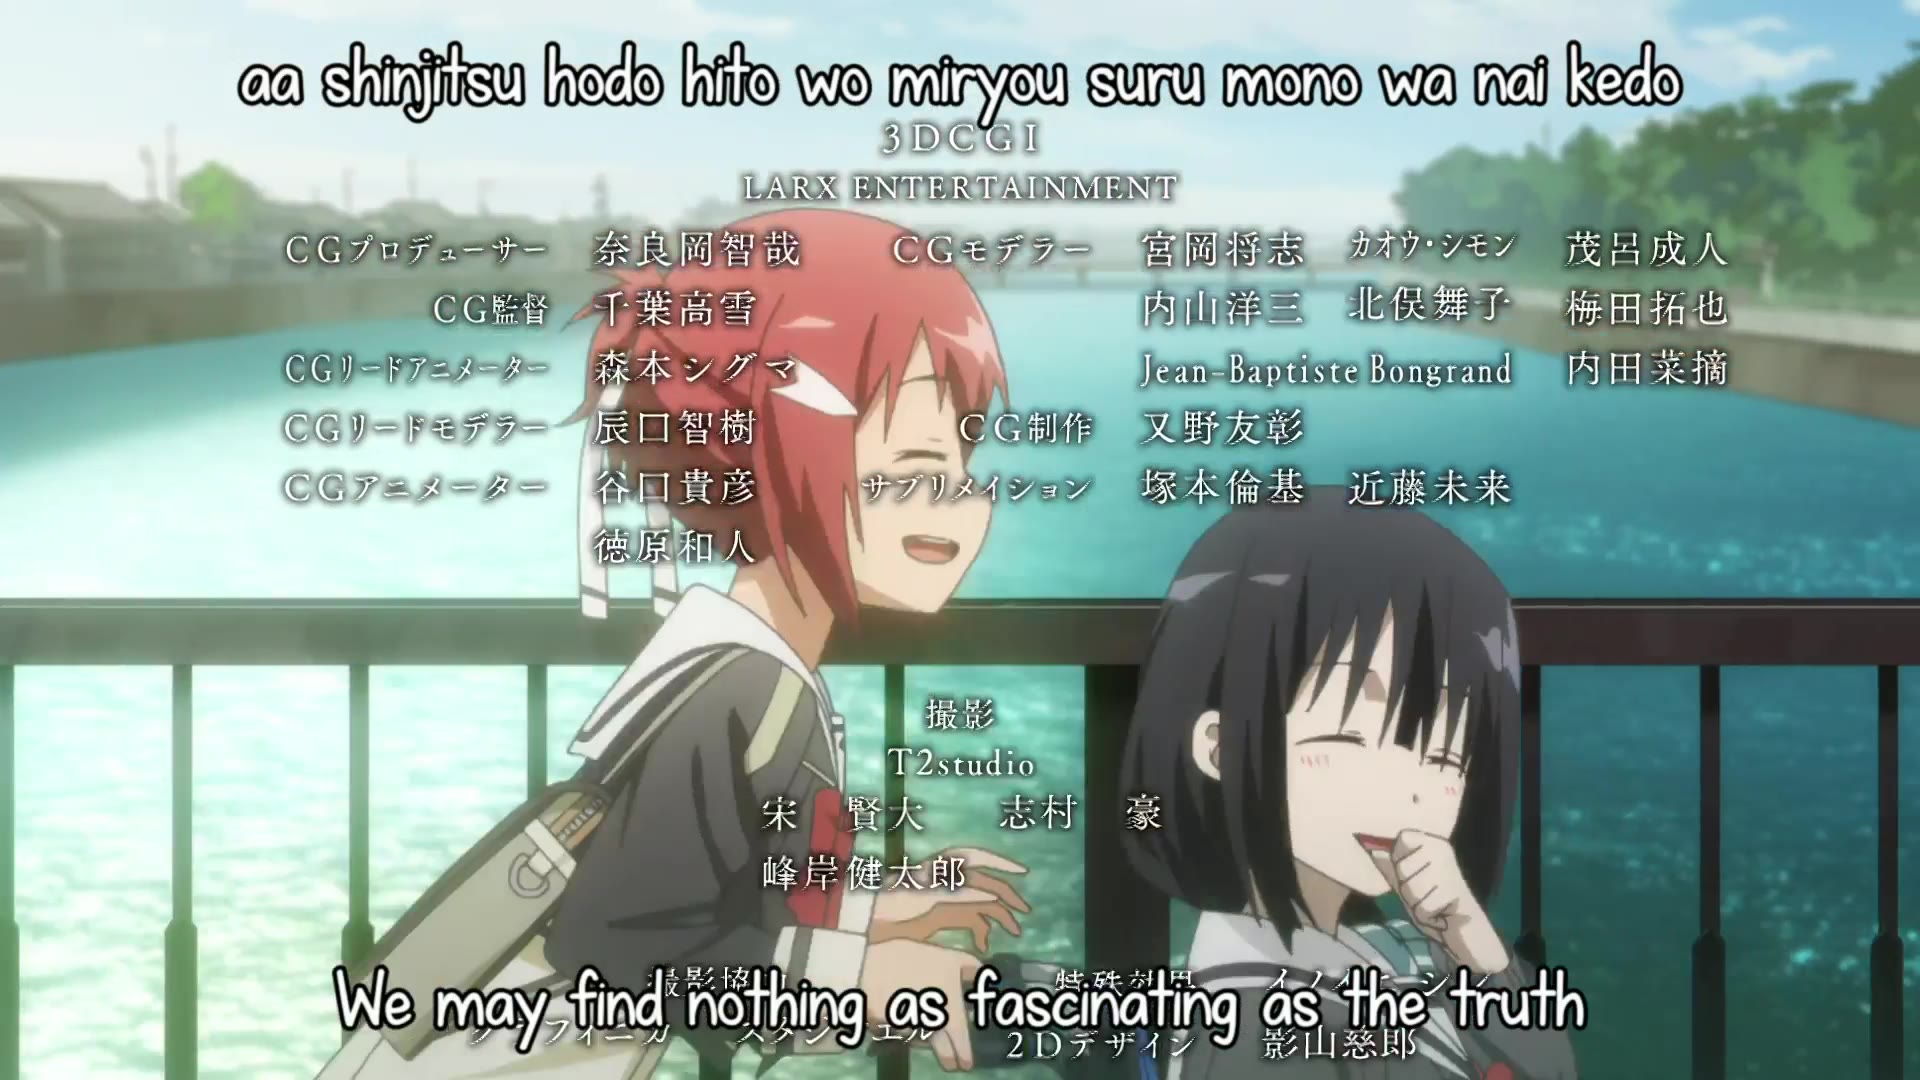 aa shinjitsu hodo hito wo miryou suru mono wa nai kedo
3DCGI
LARX ENTERTAINMENT
CGプロデューサー 奈良岡智哉 CGモデラー 宮岡将志 カオウ・シモン 茂呂成人
CG監督 千葉高雪 内山洋三 北俣舞子 梅田拓也
CGリードアニメーター 森本シグマ Jean-Baptiste Bongrand 内田菜摘
CGリードモデラー 辰口智樹 CG制作 又野友彰
CGアニメーター 谷口貴彦 サブリメイション 塚本倫基 近藤未来
徳原和人
撮影
T2studio
宋 賢大 志村 豪
峰岸健太郎
We may find nothing as fascinating as the truth
2Dデザイン 影山慈郎